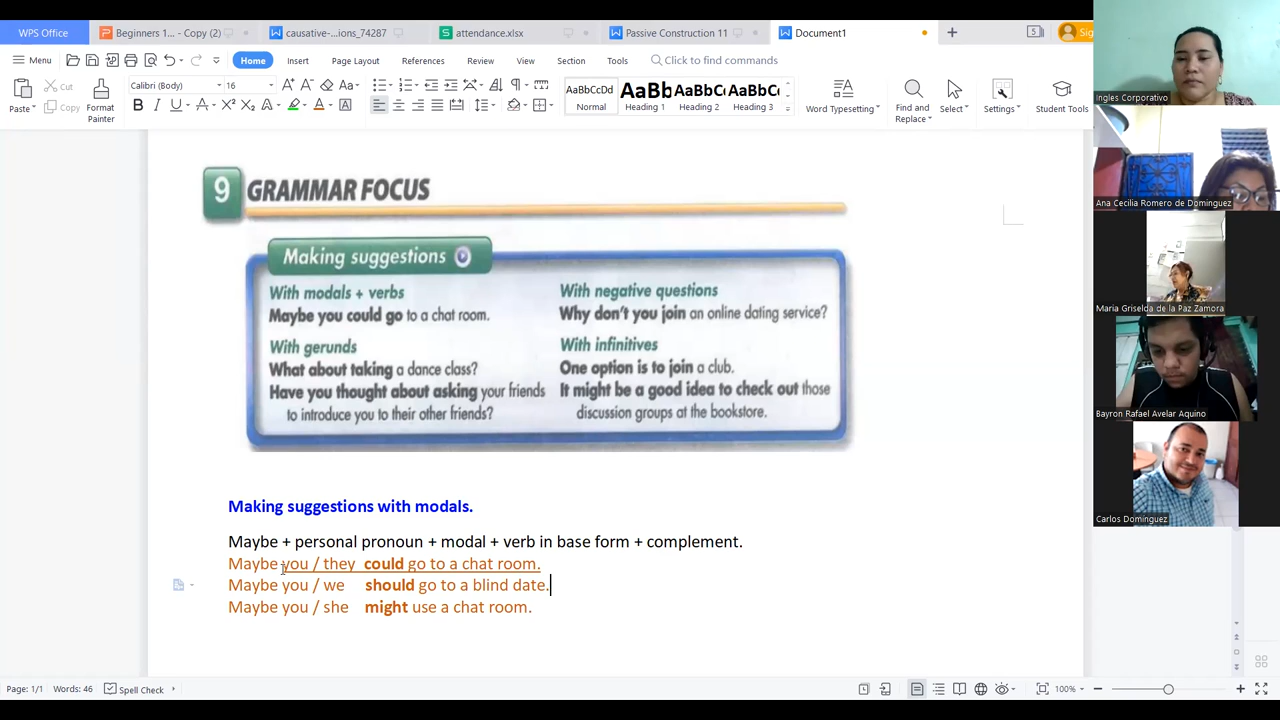 WPS Office
Beginners 1... - Copy (2)
causative-...ions_74287
attendance.xlsx
Passive Construction 11
Document1
Menu
Home
Insert
Page Layout
References
Review
View
Section
Tools
Click to find commands
Paste
Cut
Copy
Format Painter
Calibri (Body)
16
AaBbCcDd
Normal
Heading 1
Heading 2
Heading 3
Word Typesetting
Find and Replace
Select
Settings
Student Tools
9 GRAMMAR FOCUS
Making suggestions
With modals + verbs
Maybe you could go to a chat room.
With gerunds
What about taking a dance class?
Have you thought about asking your friends
to introduce you to their other friends?
With negative questions
Why don't you join an online dating service?
With infinitives
One option is to join a club.
It might be a good idea to check out those
discussion groups at the bookstore.
Making suggestions with modals.
Maybe + personal pronoun + modal + verb in base form + complement.
Maybe you / they could go to a chat room.
Maybe you / we should go to a blind date.
Maybe you / she might use a chat room.
Page: 1/1 Words: 46 Spell Check
100%
Ingles Corporativo
Ana Cecilia Romero de Dominguez
Maria Griselda de la Paz Zamora
Bayron Rafael Avelar Aquino
Carlos Dominguez